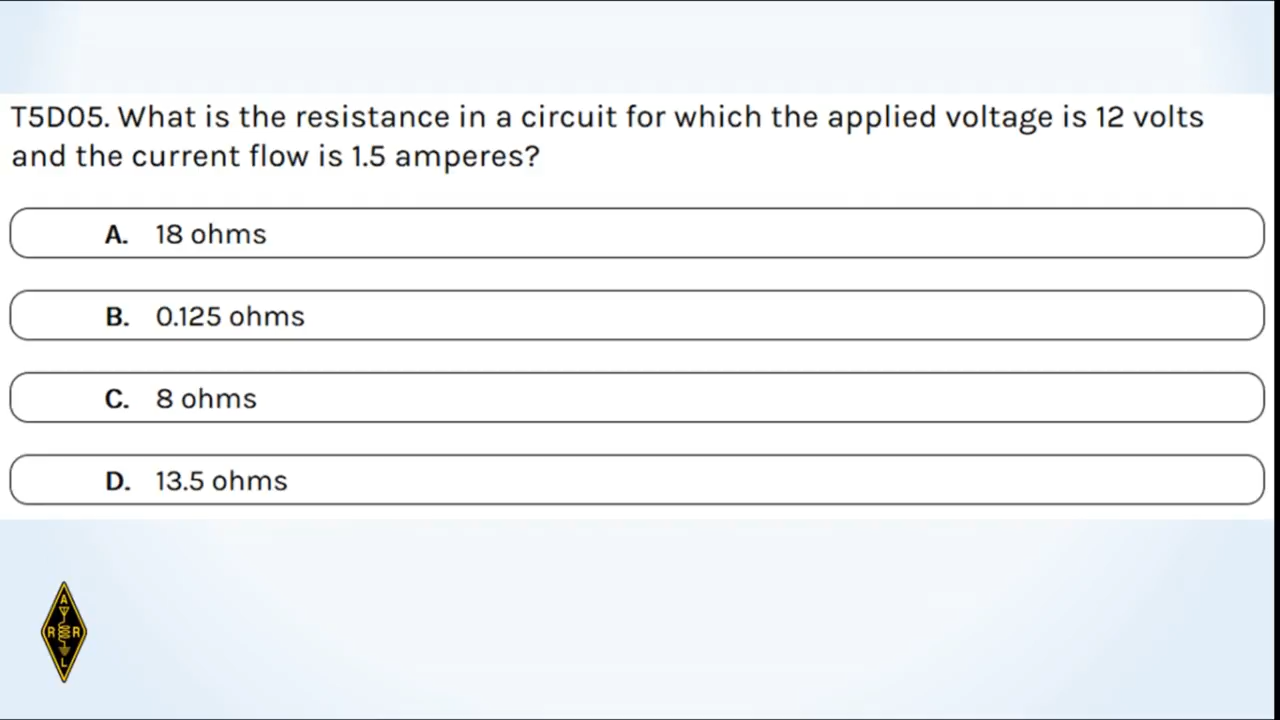 T5D05. What is the resistance in a circuit for which the applied voltage is 12 volts
and the current flow is 1.5 amperes?
A. 18 ohms
B. 0.125 ohms
C. 8 ohms
D. 13.5 ohms
A
R R
L